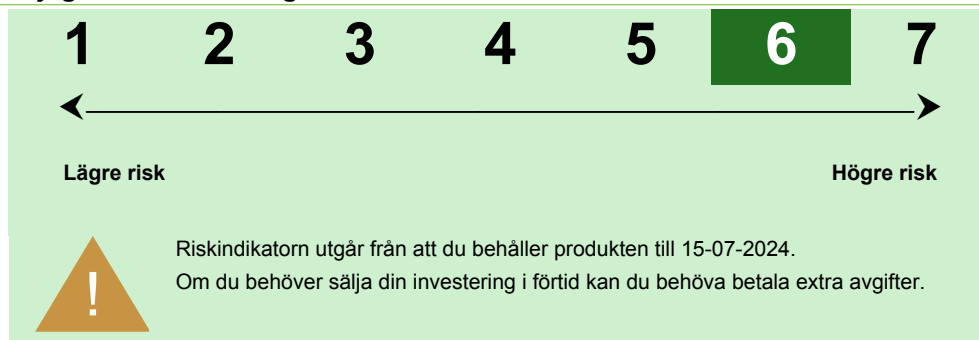 1 2 3 4 5 6 7
Lägre risk Högre risk
! Riskindikatorn utgår från att du behåller produkten till 15-07-2024.
Om du behöver sälja din investering i förtid kan du behöva betala extra avgifter.